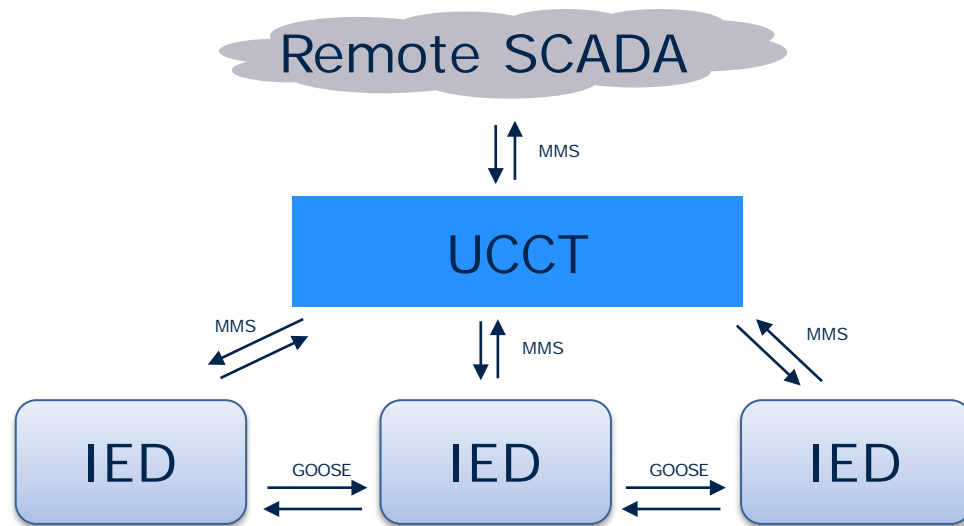 Remote SCADA
MMS
UCCT
MMS
MMS
MMS
IED
IED
IED
GOOSE
GOOSE